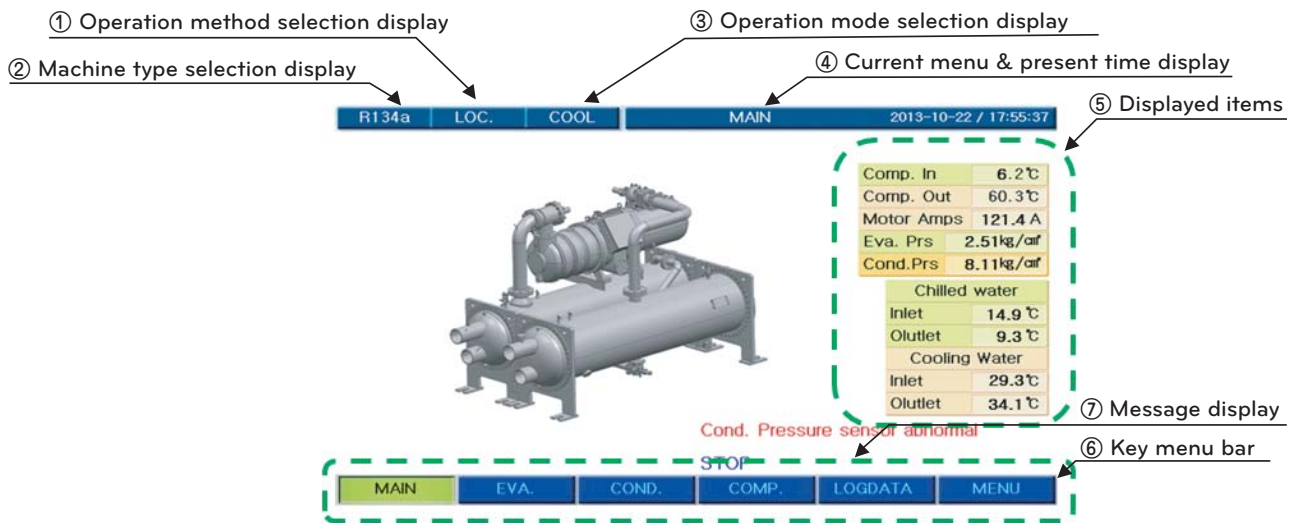 ① Operation method selection display
③ Operation mode selection display
② Machine type selection display
④ Current menu & present time display
⑤ Displayed items
R134a LOC. COOL MAIN 2013-10-22 / 17:55:37
Comp. In 6.2℃
Comp. Out 60.3℃
Motor Amps 121.4 A
Eva. Prs 2.51kg/㎠
Cond.Prs 8.11kg/㎠
Chilled water
Inlet 14.9 ℃
Olutlet 9.3 ℃
Cooling Water
Inlet 29.3℃
Olutlet 34.1℃
⑦ Message display
Cond. Pressure sensor abnormal
⑥ Key menu bar
STOP
MAIN EVA. COND. COMP. LOGDATA MENU